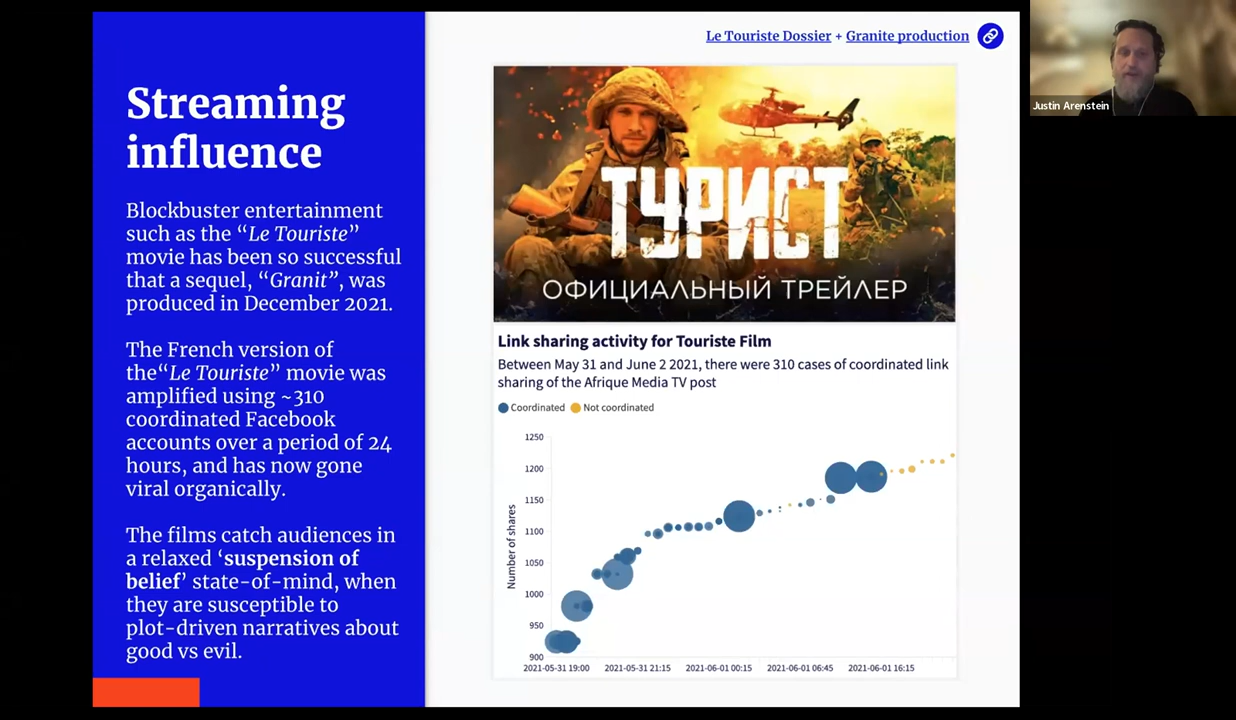 Le Touriste Dossier + Granite production
Justin Arenstein
Streaming
influence
Blockbuster entertainment
such as the “Le Touriste”
movie has been so successful
that a sequel, “Granit”, was
produced in December 2021.
The French version of
the“Le Touriste” movie was
amplified using ~310
coordinated Facebook
accounts over a period of 24
hours, and has now gone
viral organically.
The films catch audiences in
a relaxed ‘suspension of
belief’ state-of-mind, when
they are susceptible to
plot-driven narratives about
good vs evil.
ТУРИСТ
ОФИЦИАЛЬНЫЙ ТРЕЙЛЕР
Link sharing activity for Touriste Film
Between May 31 and June 2 2021, there were 310 cases of coordinated link
sharing of the Afrique Media TV post
Coordinated Not coordinated
Number of shares
1250
1200
1150
1100
1050
1000
950
900
2021-05-31 19:00 2021-05-31 21:15 2021-06-01 00:15 2021-06-01 06:45 2021-06-01 16:15